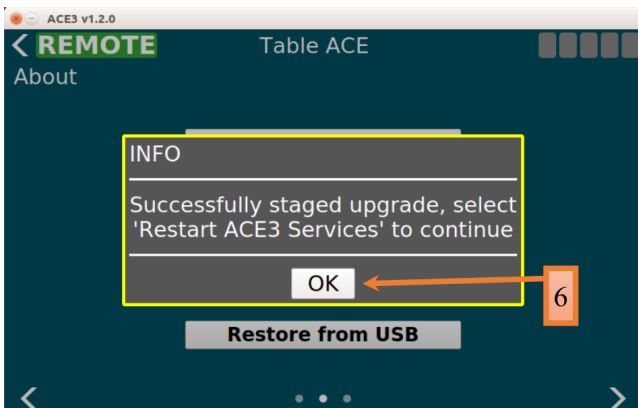 ACE3 v1.2.0
< REMOTE Table ACE
About
INFO
Successfully staged upgrade, select
'Restart ACE3 Services' to continue
OK
6
Restore from USB
< >